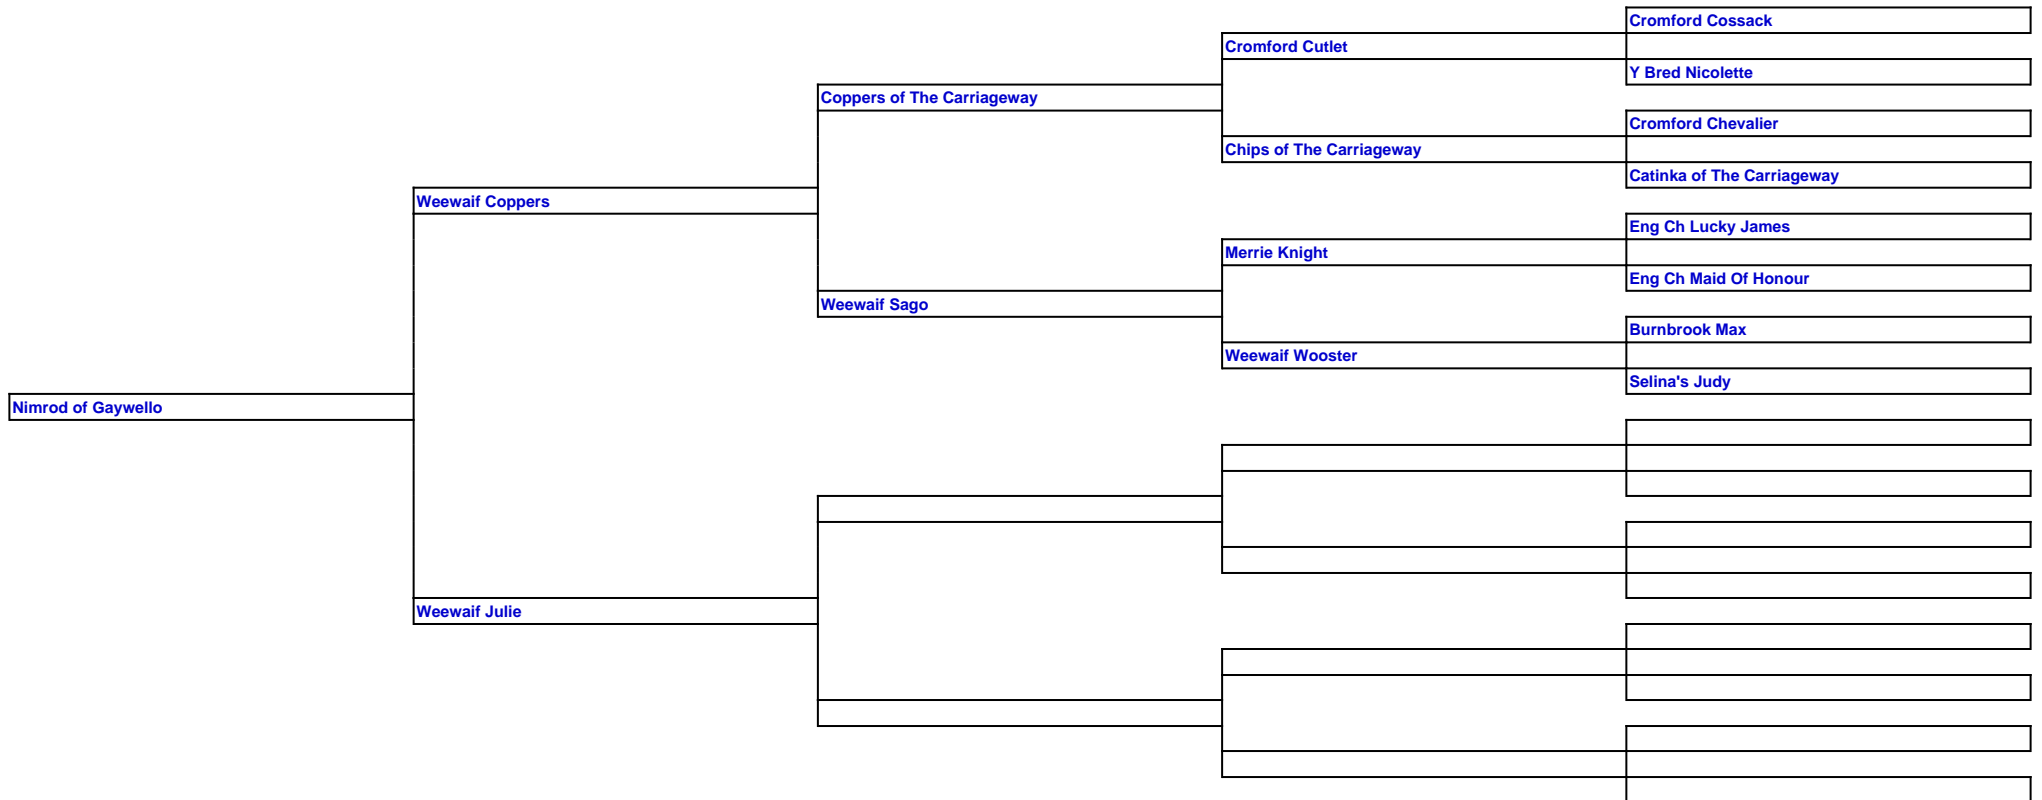 Cromford Cossack
Cromford Cutlet
Y Bred Nicolette
Coppers of The Carriageway
Cromford Chevalier
Chips of The Carriageway
Catinka of The Carriageway
Weewaif Coppers
Eng Ch Lucky James
Merrie Knight
Eng Ch Maid Of Honour
Weewaif Sago
Burnbrook Max
Weewaif Wooster
Selina's Judy
Nimrod of Gaywello
Weewaif Julie